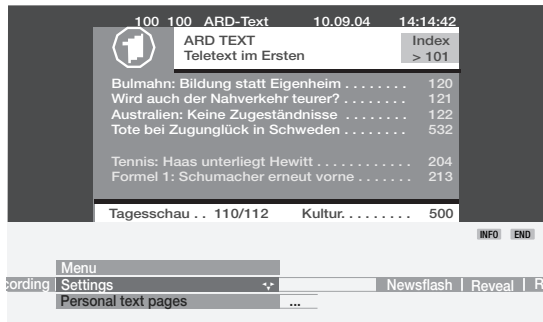 100 100 ARD-Text 10.09.04 14:14:42
ARD TEXT Index
Teletext im Ersten > 101
Bulmahn: Bildung statt Eigenheim . . . . . . . . 120
Wird auch der Nahverkehr teurer? . . . . . . . . 121
Australien: Keine Zugeständnisse . . . . . . . . 122
Tote bei Zugunglück in Schweden . . . . . . . . 532
Tennis: Haas unterliegt Hewitt . . . . . . . . . . . . 204
Formel 1: Schumacher erneut vorne . . . . . . . 213
Tagesschau . . 110/112 Kultur. . . . . . . . . 500
INFO END
Menu
cording Settings Newsflash Reveal R
Personal text pages ...